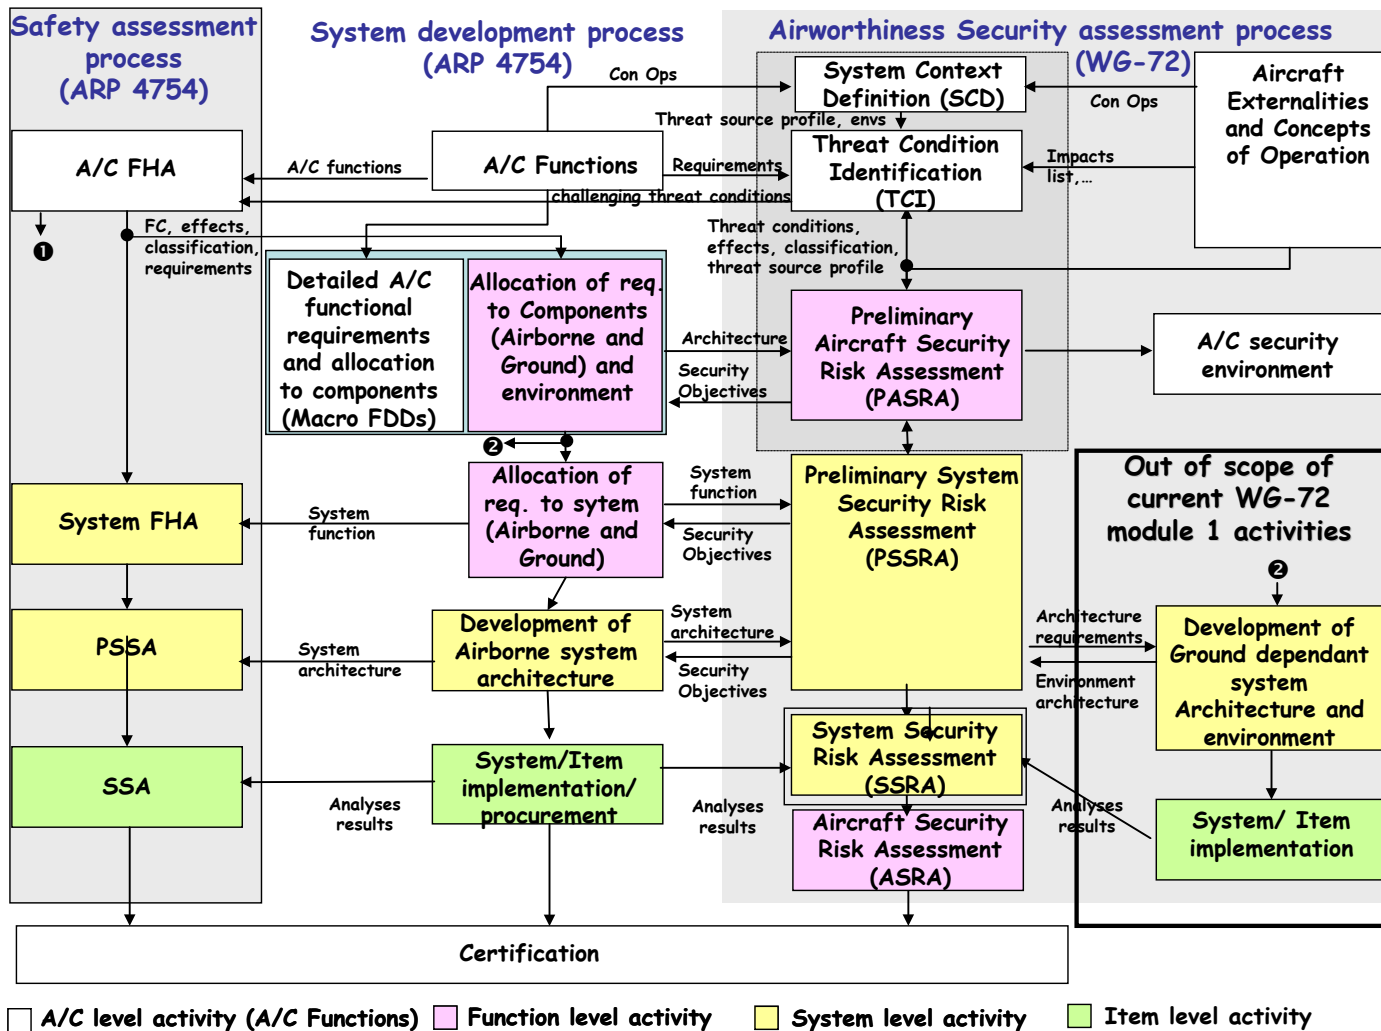 Safety assessment
process
(ARP 4754)
System development process
(ARP 4754)
Airworthiness Security assessment process
(WG-72)
Con Ops
System Context
Definition (SCD)
Con Ops
Aircraft
Externalities
and Concepts
of Operation
Threat source profile, envs
A/C FHA
A/C functions
A/C Functions
Requirements
Threat Condition
Identification
(TCI)
Impacts
list,…
challenging threat conditions
❶
FC, effects,
classification,
requirements
Threat conditions,
effects, classification,
threat source profile
Detailed A/C
functional
requirements
and allocation
to components
(Macro FDDs)
Allocation of req.
to Components
(Airborne and
Ground) and
environment
Architecture
Security
Objectives
Preliminary
Aircraft Security
Risk Assessment
(PASRA)
A/C security
environment
❷
System FHA
System
function
Allocation of
req. to sytem
(Airborne and
Ground)
System
function
Security
Objectives
Preliminary System
Security Risk
Assessment
(PSSRA)
Out of scope of
current WG-72
module 1 activities
❷
PSSA
System
architecture
Development of
Airborne system
architecture
System
architecture
Security
Objectives
Architecture
requirements
Environment
architecture
Development of
Ground dependant
system
Architecture and
environment
SSA
Analyses
results
System/Item
implementation/
procurement
Analyses
results
System Security
Risk Assessment
(SSRA)
Analyses
results
System/ Item
implementation
Aircraft Security
Risk Assessment
(ASRA)
Certification
A/C level activity (A/C Functions)
Function level activity
System level activity
Item level activity